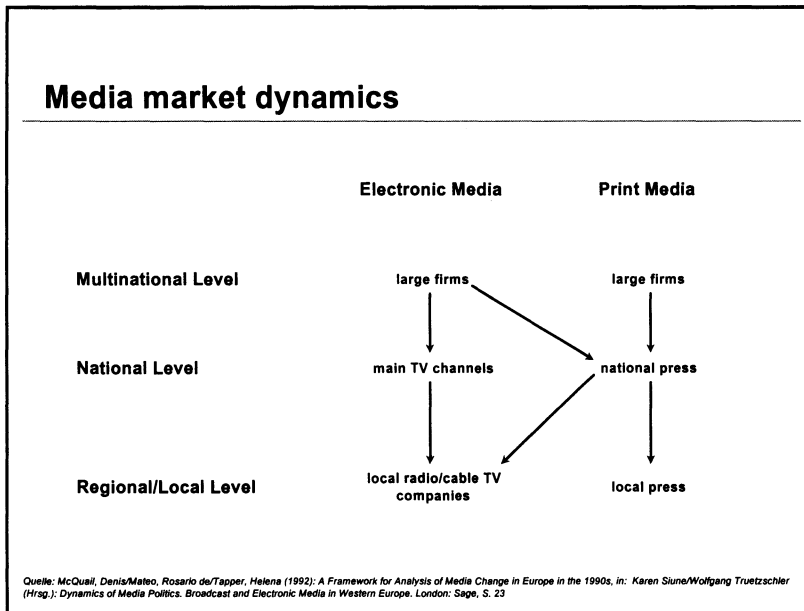 Media market dynamics
Electronic Media Print Media
Multinational Level large firms large firms
National Level main TV channels national press
Regional/Local Level local radio/cable TV companies local press
Quelle: McQuail, Denis/Mateo, Rosario de/Tapper, Helena (1992): A Framework for Analysis of Media Change in Europe in the 1990s, in: Karen Siune/Wolfgang Truetzschler
(Hrsg.): Dynamics of Media Politics. Broadcast and Electronic Media in Western Europe. London: Sage, S. 23